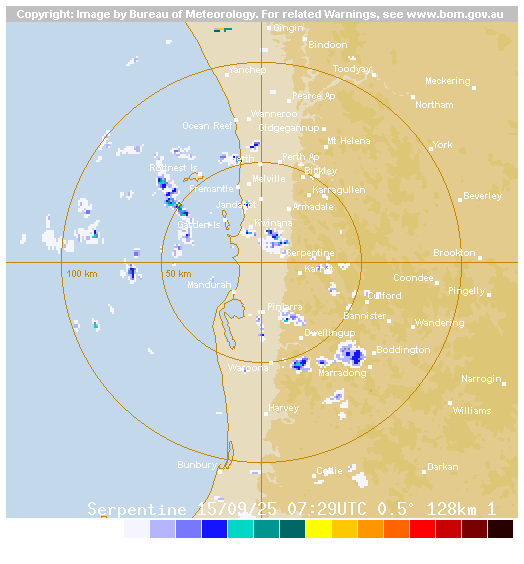 Copyright: Image by Bureau of Meteorology. For related Warnings, see www.bom.gov.au
Gingin
Bindoon
Yanchep
Toodyay
Meckering
Pearce Ap
Northam
Wanneroo
Ocean Reef
Gidgegannup
Mt Helena
York
Perth
Perth Ap
Rottnest Is
Bickley
Melville
Fremantle
Karragullen
Beverley
Jandakot
Armadale
Garden Is
Kwinana
Serpentine
Brookton
100 km
50 km
Karnet
Coondee
Mandurah
Pingelly
Culford
Pinjarra
Bannister
Wandering
Dwellingup
Boddington
Waroona
Marradong
Narrogin
Harvey
Williams
Bunbury
Collie
Darkan
Serpentine 15/09/25 07:29UTC 0.5° 128km 1